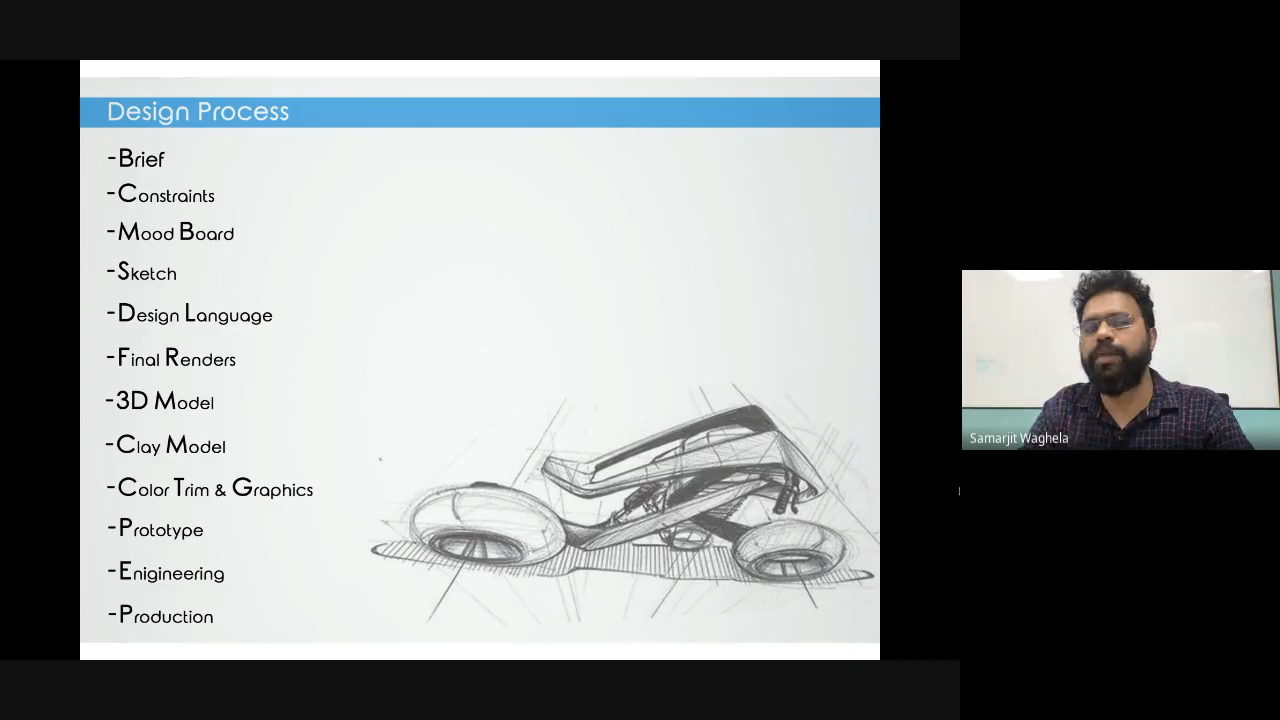 Design Process
-Brief
-Constraints
-Mood Board
-Sketch
-Design Language
-Final Renders
-3D Model
-Clay Model
-Color Trim & Graphics
-Prototype
-Enigineering
-Production
Samarjit Waghela